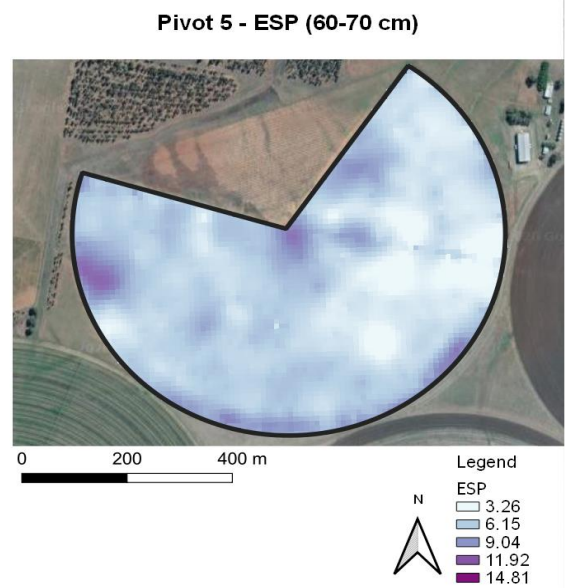 Pivot 5 - ESP (60-70 cm)
0 200 400 m
N
Legend
ESP
3.26
6.15
9.04
11.92
14.81